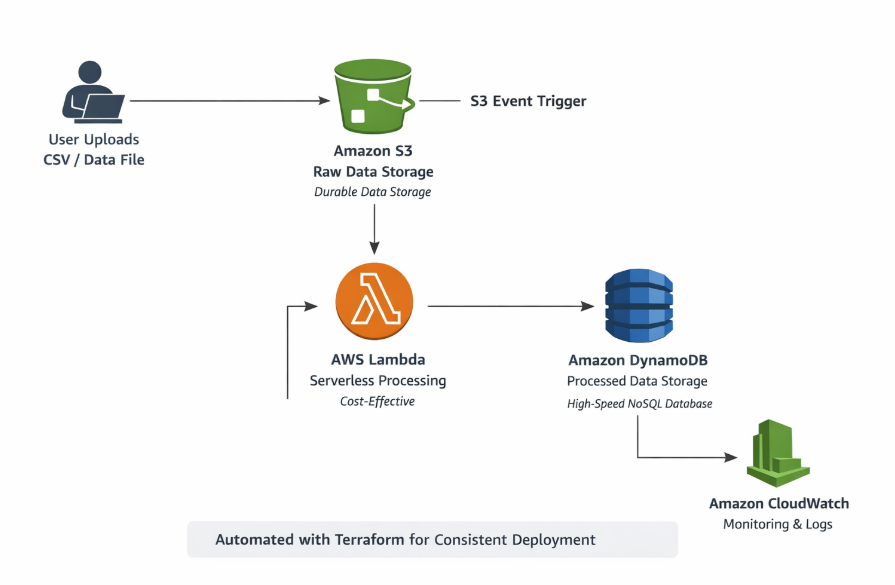 User Uploads
CSV / Data File
S3 Event Trigger
Amazon S3
Raw Data Storage
Durable Data Storage
AWS Lambda
Serverless Processing
Cost-Effective
Amazon DynamoDB
Processed Data Storage
High-Speed NoSQL Database
Amazon CloudWatch
Monitoring & Logs
Automated with Terraform for Consistent Deployment